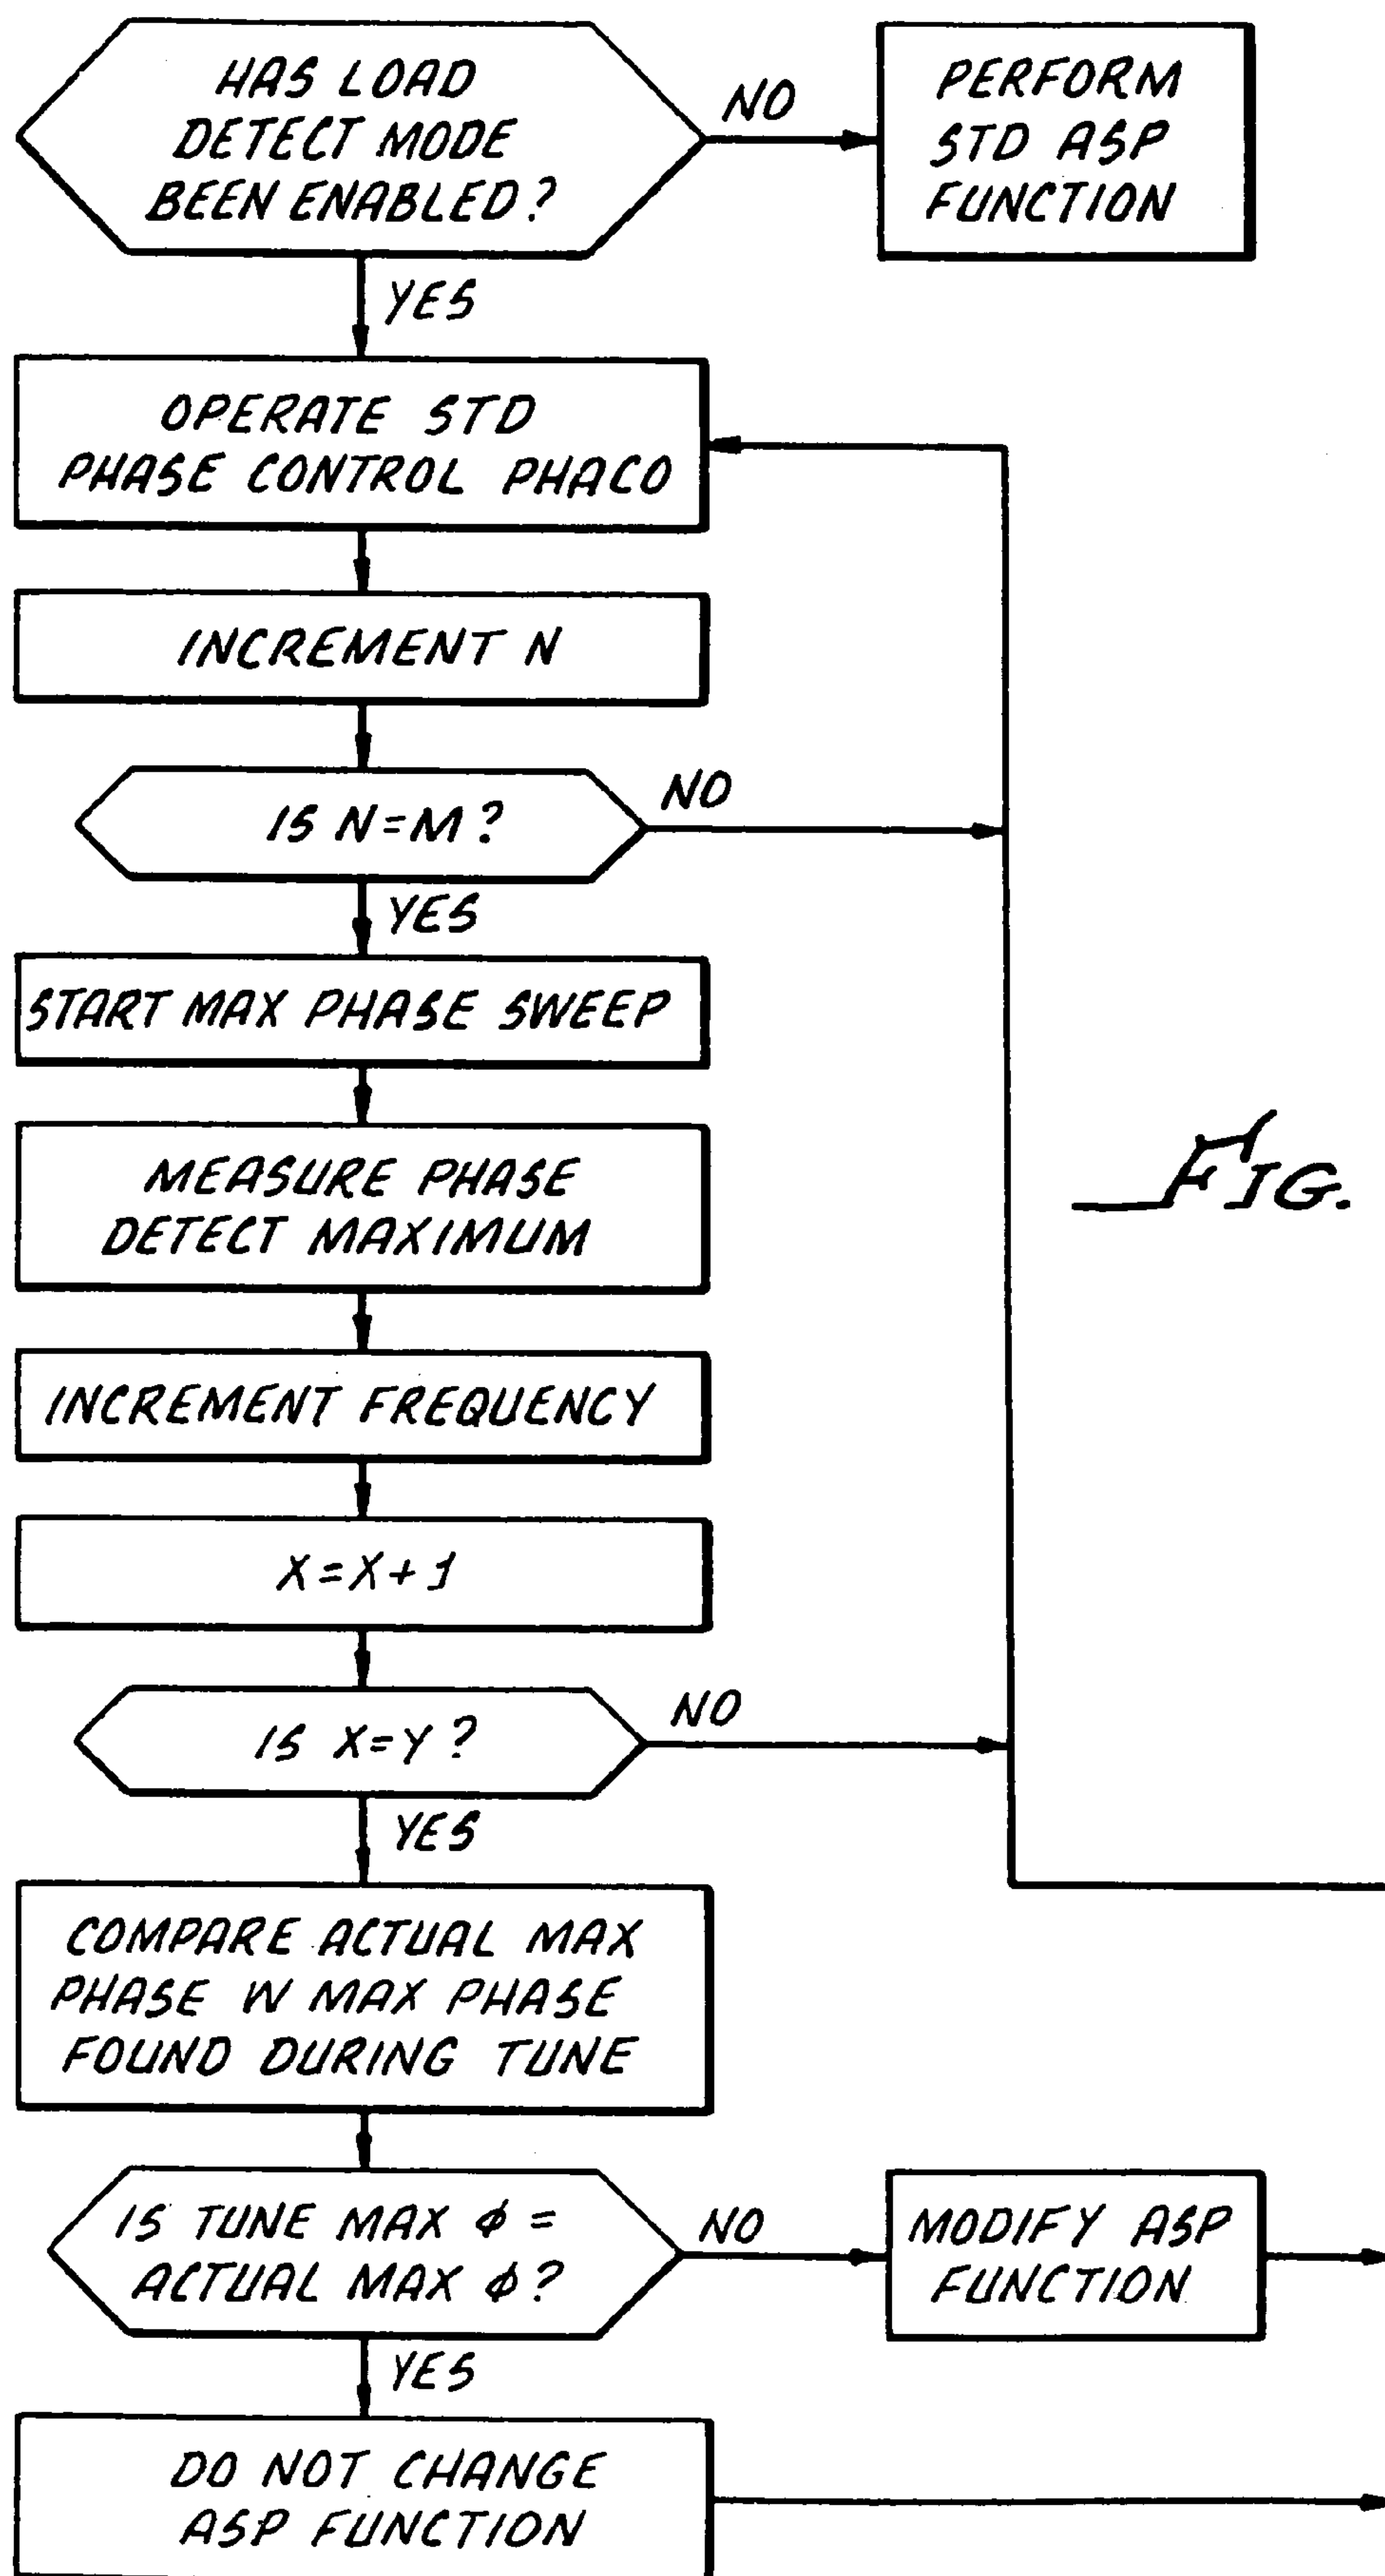 HAS LOAD
DETECT MODE
BEEN ENABLED?
NO
PERFORM
STD ASP
FUNCTION
YES
OPERATE STD
PHASE CONTROL PHACO
INCREMENT N
IS N=M?
NO
YES
START MAX PHASE SWEEP
MEASURE PHASE
DETECT MAXIMUM
FIG.
INCREMENT FREQUENCY
X=X+1
IS X=Y?
NO
YES
COMPARE ACTUAL MAX
PHASE W MAX PHASE
FOUND DURING TUNE
IS TUNE MAX ϕ =
ACTUAL MAX ϕ?
NO
MODIFY ASP
FUNCTION
YES
DO NOT CHANGE
ASP FUNCTION